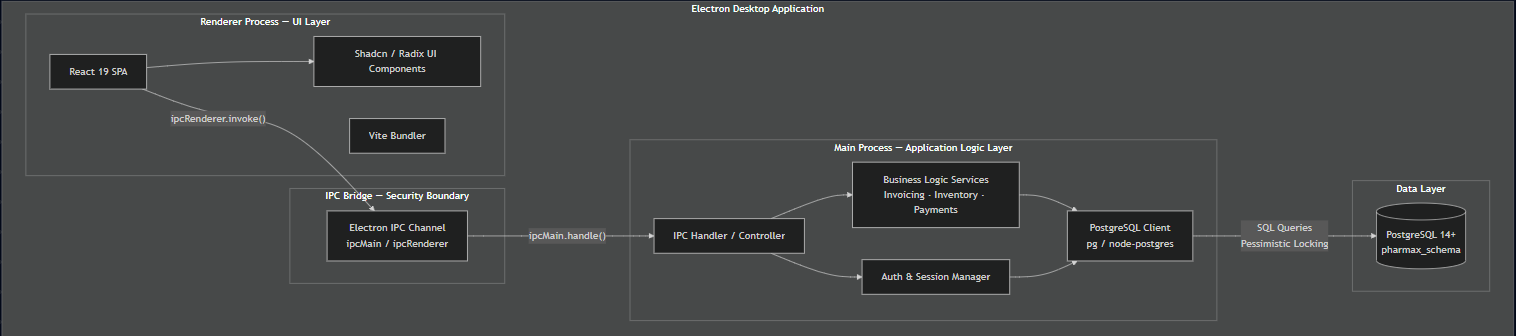 Electron Desktop Application
Renderer Process — UI Layer
React 19 SPA
Shadcn / Radix UI
Components
ipcRenderer.invoke()
Vite Bundler
IPC Bridge — Security Boundary
Electron IPC Channel
ipcMain / ipcRenderer
ipcMain.handle()
Main Process — Application Logic Layer
IPC Handler / Controller
Business Logic Services
Invoicing - Inventory -
Payments
Auth & Session Manager
PostgreSQL Client
pg / node-postgres
SQL Queries
Pessimistic Locking
Data Layer
PostgreSQL 14+
pharmax_schema